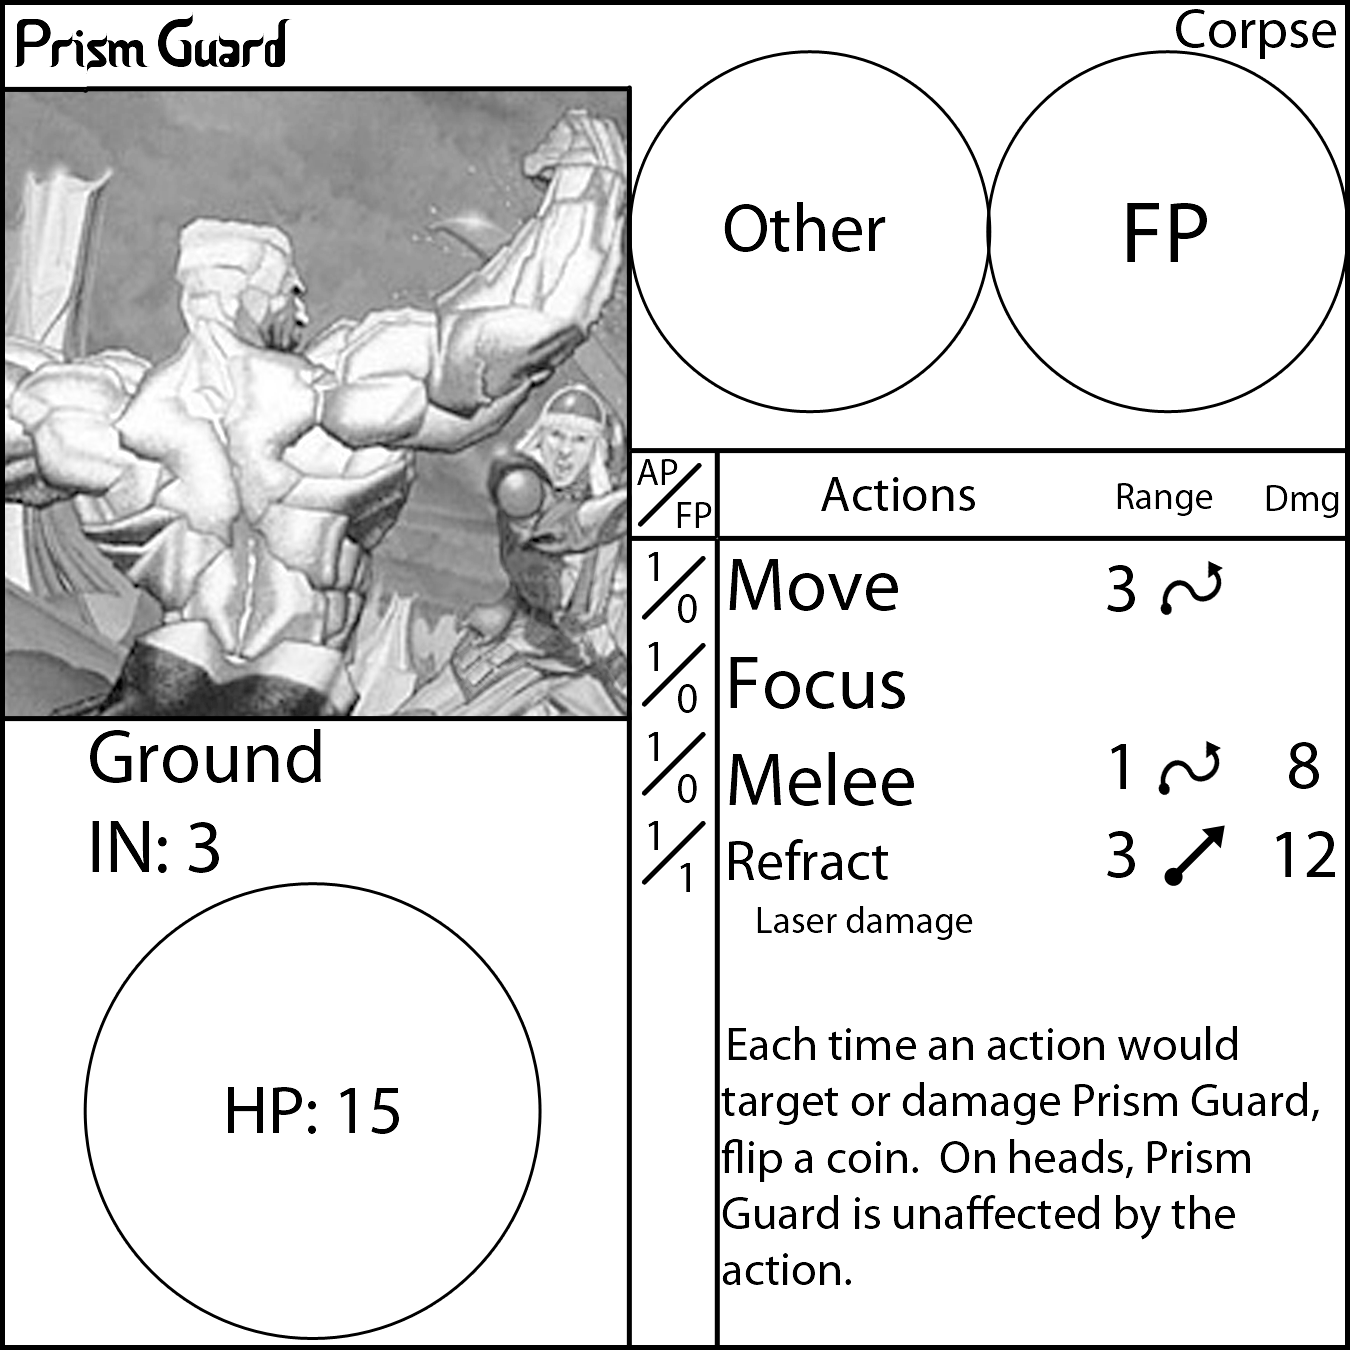 Prism Guard
Corpse
Other
FP
AP/FP
Actions Range Dmg
1/0 Move 3
1/0 Focus
1/0 Melee 1 8
1/1 Refract 3 12
Laser damage
Each time an action would
target or damage Prism Guard,
flip a coin.  On heads, Prism
Guard is unaffected by the
action.
Ground
IN: 3
HP: 15